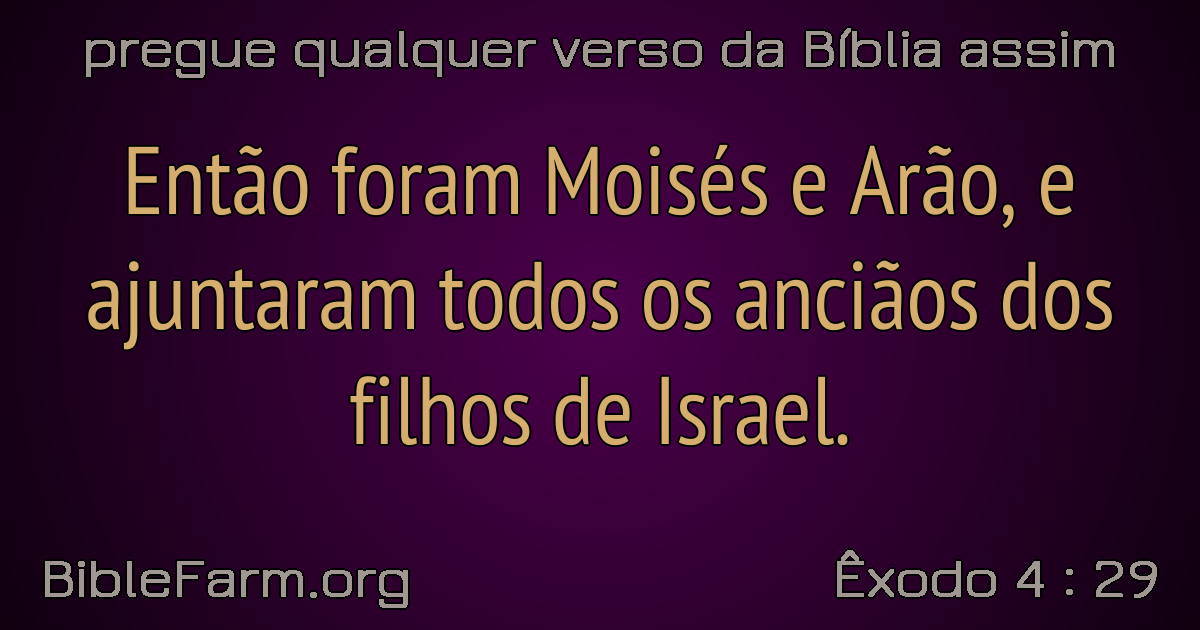 pregue qualquer verso da Bíblia assim
Então foram Moisés e Arão, e
ajuntaram todos os anciãos dos
filhos de Israel.
BibleFarm.org
Êxodo 4 : 29